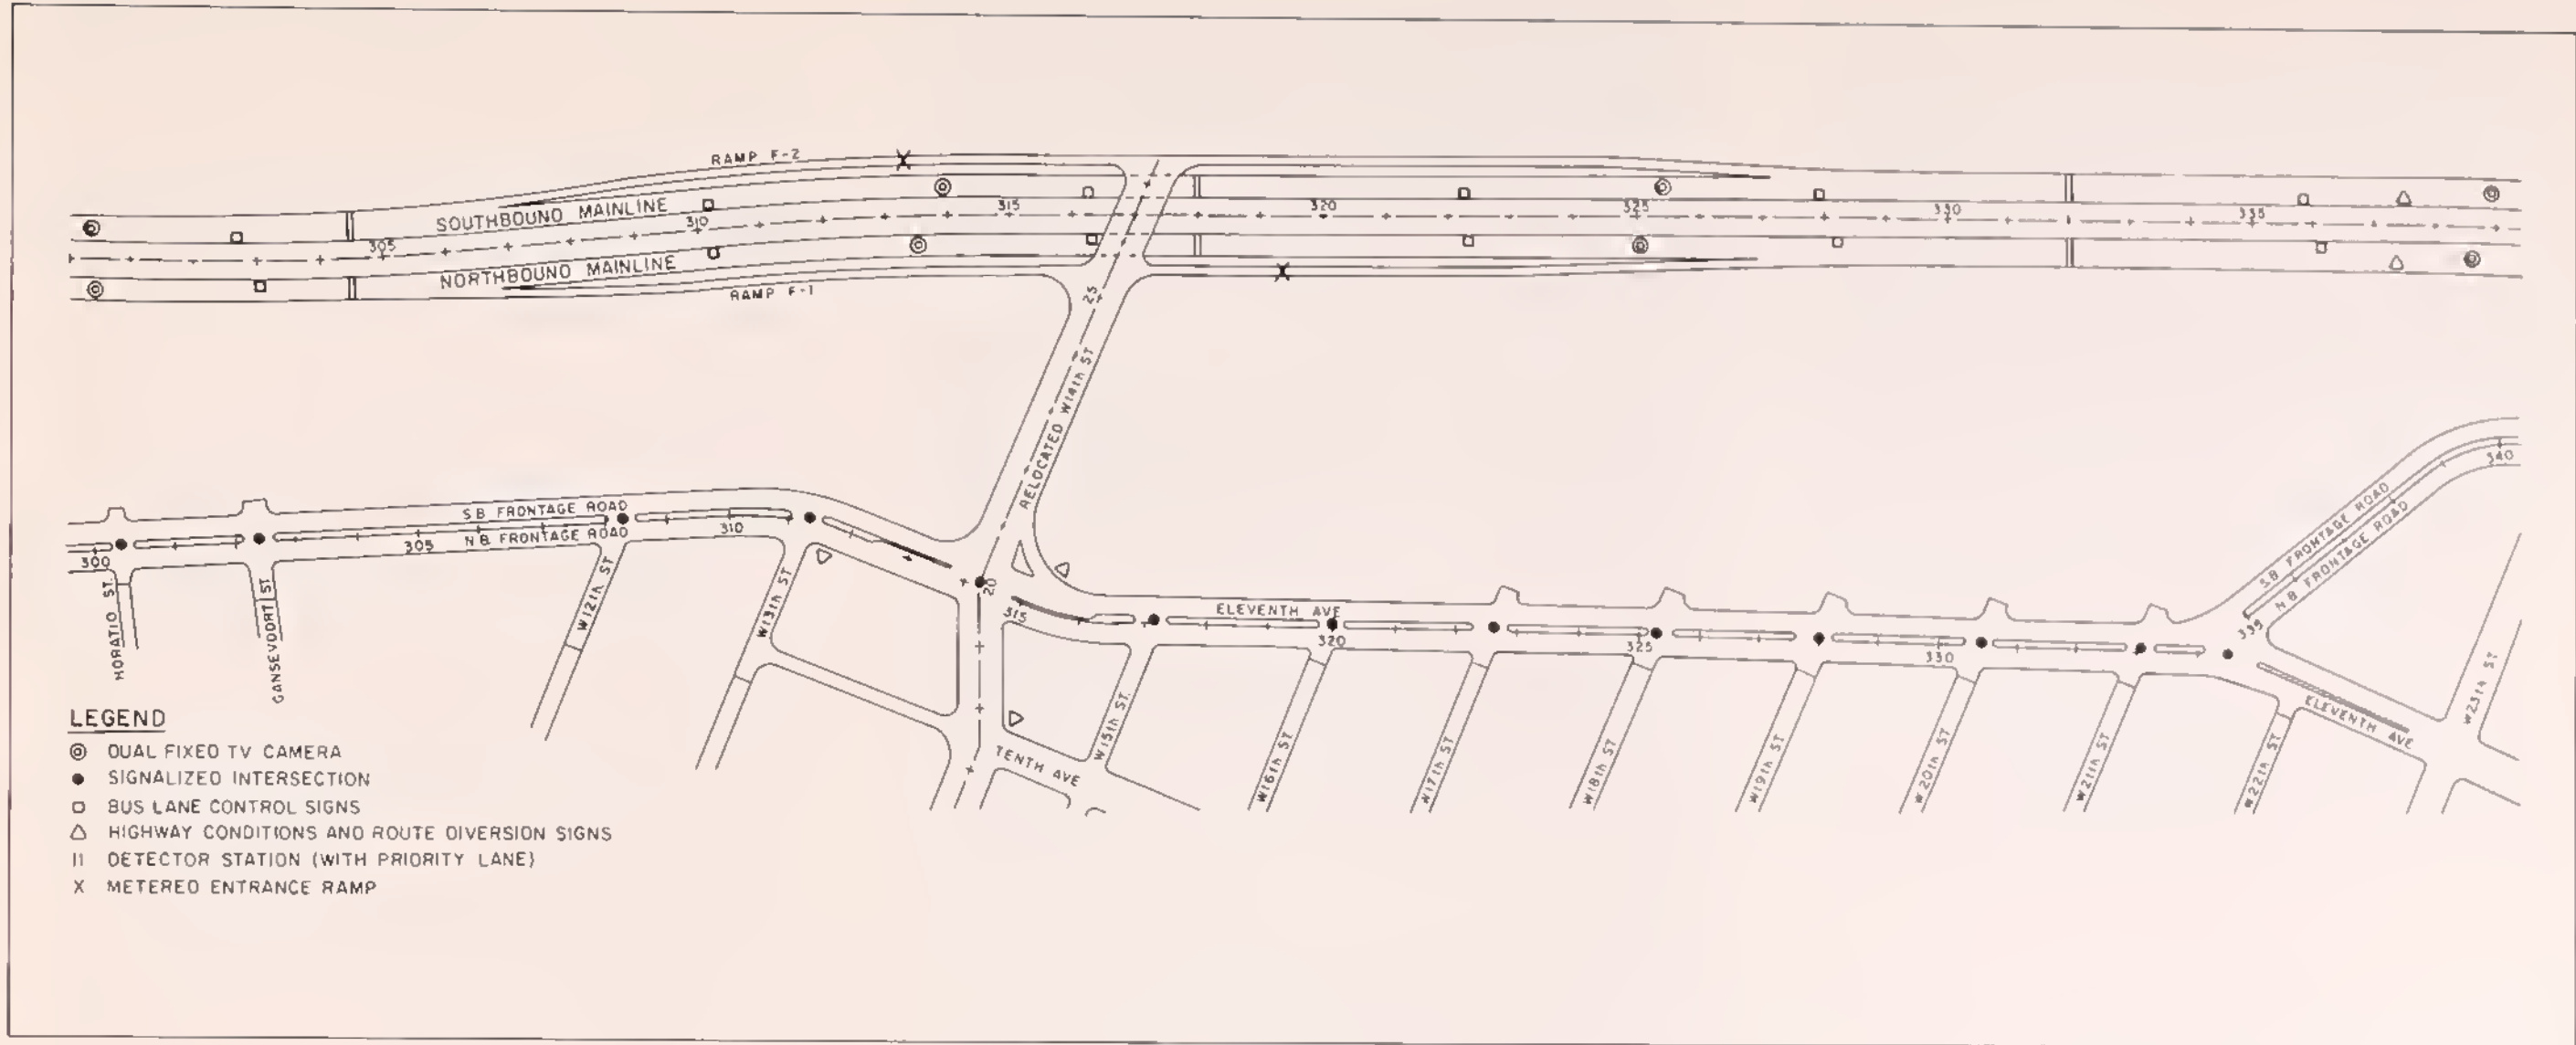 RAMP F-2
SOUTHBOUND MAINLINE
305
310
315
320
325
330
335
NORTHBOUND MAINLINE
RAMP F-1
25
RELOCATED W14th ST
S B FRONTAGE ROAD
N B FRONTAGE ROAD
300
305
310
20
315
ELEVENTH AVE
320
325
330
335
340
S B FRONTAGE ROAD
N B FRONTAGE ROAD
HORATIO ST.
GANSEVOORT ST
W12th ST
W13th ST
TENTH AVE
W15th ST.
W16th ST
W17th ST
W18th ST
W19th ST
W20th ST
W21th ST
W22th ST
ELEVENTH AVE
W23th ST
LEGEND
DUAL FIXED TV CAMERA
SIGNALIZED INTERSECTION
BUS LANE CONTROL SIGNS
HIGHWAY CONDITIONS AND ROUTE DIVERSION SIGNS
DETECTOR STATION (WITH PRIORITY LANE)
X METERED ENTRANCE RAMP